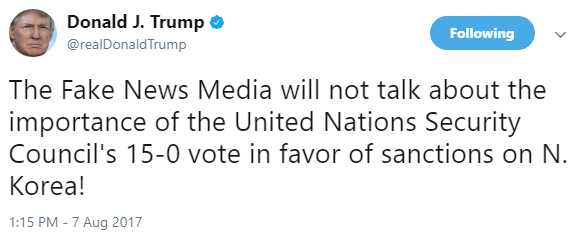 Donald J. Trump
@realDonaldTrump
Following
The Fake News Media will not talk about the
importance of the United Nations Security
Council's 15-0 vote in favor of sanctions on N.
Korea!
1:15 PM - 7 Aug 2017